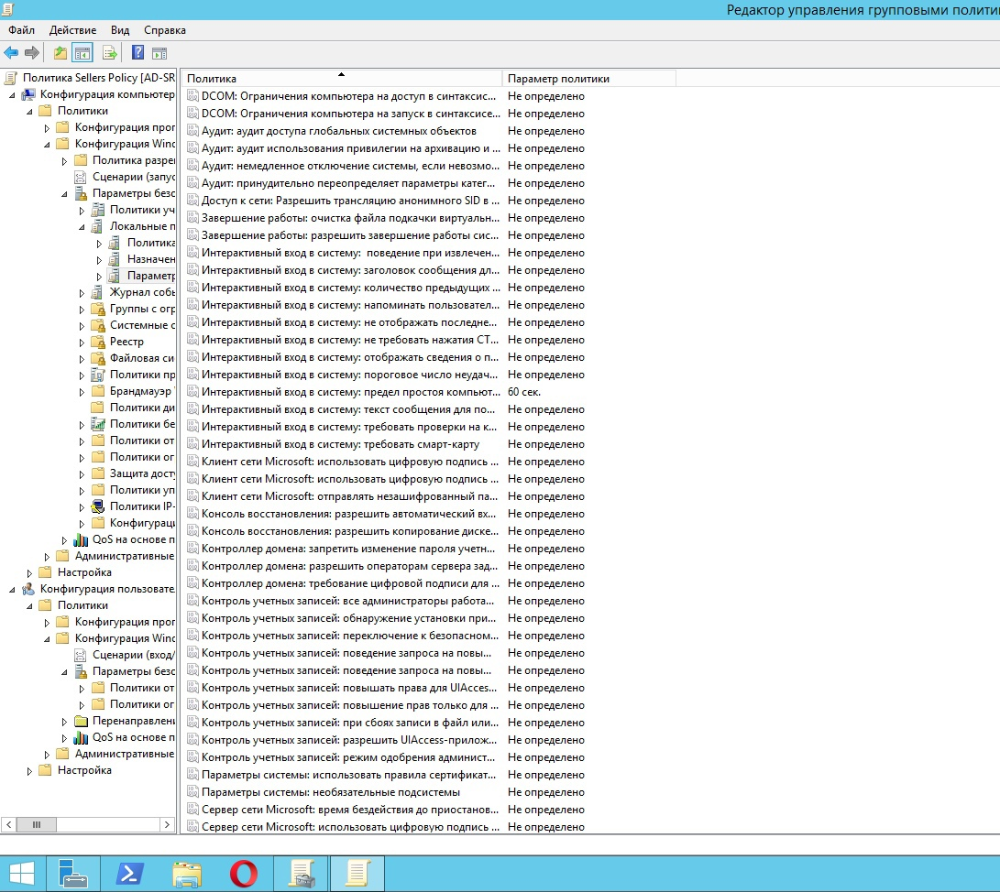 Редактор управления групповыми полити
Файл Действие Вид Справка
Политика Sellers Policy [AD-SR
Конфигурация компьютер
Политики
Конфигурация прог
Конфигурация Winc
Политика разре
Сценарии (запус
Параметры безо
Политики уч
Локальные п
Политика
Назначен
Параметр
Журнал собы
Группы с огр
Системные с
Реестр
Файловая си
Политики пр
Брандмауэр
Политики ди
Политики бе
Политики от
Политики ог
Защита дост
Политики уп
Политики IP-
Конфигураци
QoS на основе п
Административные
Настройка
Конфигурация пользовате
Политики
Конфигурация прог
Конфигурация Winc
Сценарии (вход/
Параметры безо
Политики от
Политики ог
Перенаправлени
QoS на основе п
Административные
Настройка
Политика Параметр политики
DCOM: Ограничения компьютера на доступ в синтаксис... Не определено
DCOM: Ограничения компьютера на запуск в синтаксисе... Не определено
Аудит: аудит доступа глобальных системных объектов Не определено
Аудит: аудит использования привилегии на архивацию и ... Не определено
Аудит: немедленное отключение системы, если невозмо... Не определено
Аудит: принудительно переопределяет параметры катег... Не определено
Доступ к сети: Разрешить трансляцию анонимного SID в ... Не определено
Завершение работы: очистка файла подкачки виртуальн... Не определено
Завершение работы: разрешить завершение работы сис... Не определено
Интерактивный вход в систему:  поведение при извлечен... Не определено
Интерактивный вход в систему: заголовок сообщения дл... Не определено
Интерактивный вход в систему: количество предыдущих ... Не определено
Интерактивный вход в систему: напоминать пользовател... Не определено
Интерактивный вход в систему: не отображать последне... Не определено
Интерактивный вход в систему: не требовать нажатия CT... Не определено
Интерактивный вход в систему: отображать сведения о п... Не определено
Интерактивный вход в систему: пороговое число неудач... Не определено
Интерактивный вход в систему: предел простоя компьют... 60 сек.
Интерактивный вход в систему: текст сообщения для по... Не определено
Интерактивный вход в систему: требовать проверки на к... Не определено
Интерактивный вход в систему: требовать смарт-карту Не определено
Клиент сети Microsoft: использовать цифровую подпись ... Не определено
Клиент сети Microsoft: использовать цифровую подпись ... Не определено
Клиент сети Microsoft: отправлять незашифрованный па... Не определено
Консоль восстановления: разрешить автоматический вх... Не определено
Консоль восстановления: разрешить копирование диске... Не определено
Контроллер домена: запретить изменение пароля учетн... Не определено
Контроллер домена: разрешить операторам сервера зад... Не определено
Контроллер домена: требование цифровой подписи для ... Не определено
Контроль учетных записей: все администраторы работа... Не определено
Контроль учетных записей: обнаружение установки при... Не определено
Контроль учетных записей: переключение к безопасном... Не определено
Контроль учетных записей: поведение запроса на повы... Не определено
Контроль учетных записей: поведение запроса на повы... Не определено
Контроль учетных записей: повышать права для UIAcces... Не определено
Контроль учетных записей: повышение прав только для ... Не определено
Контроль учетных записей: при сбоях записи в файл или... Не определено
Контроль учетных записей: разрешить UIAccess-прилож... Не определено
Контроль учетных записей: режим одобрения админист... Не определено
Параметры системы: использовать правила сертификат... Не определено
Параметры системы: необязательные подсистемы Не определено
Сервер сети Microsoft: время бездействия до приостанов... Не определено
Сервер сети Microsoft: использовать цифровую подпись ... Не определено